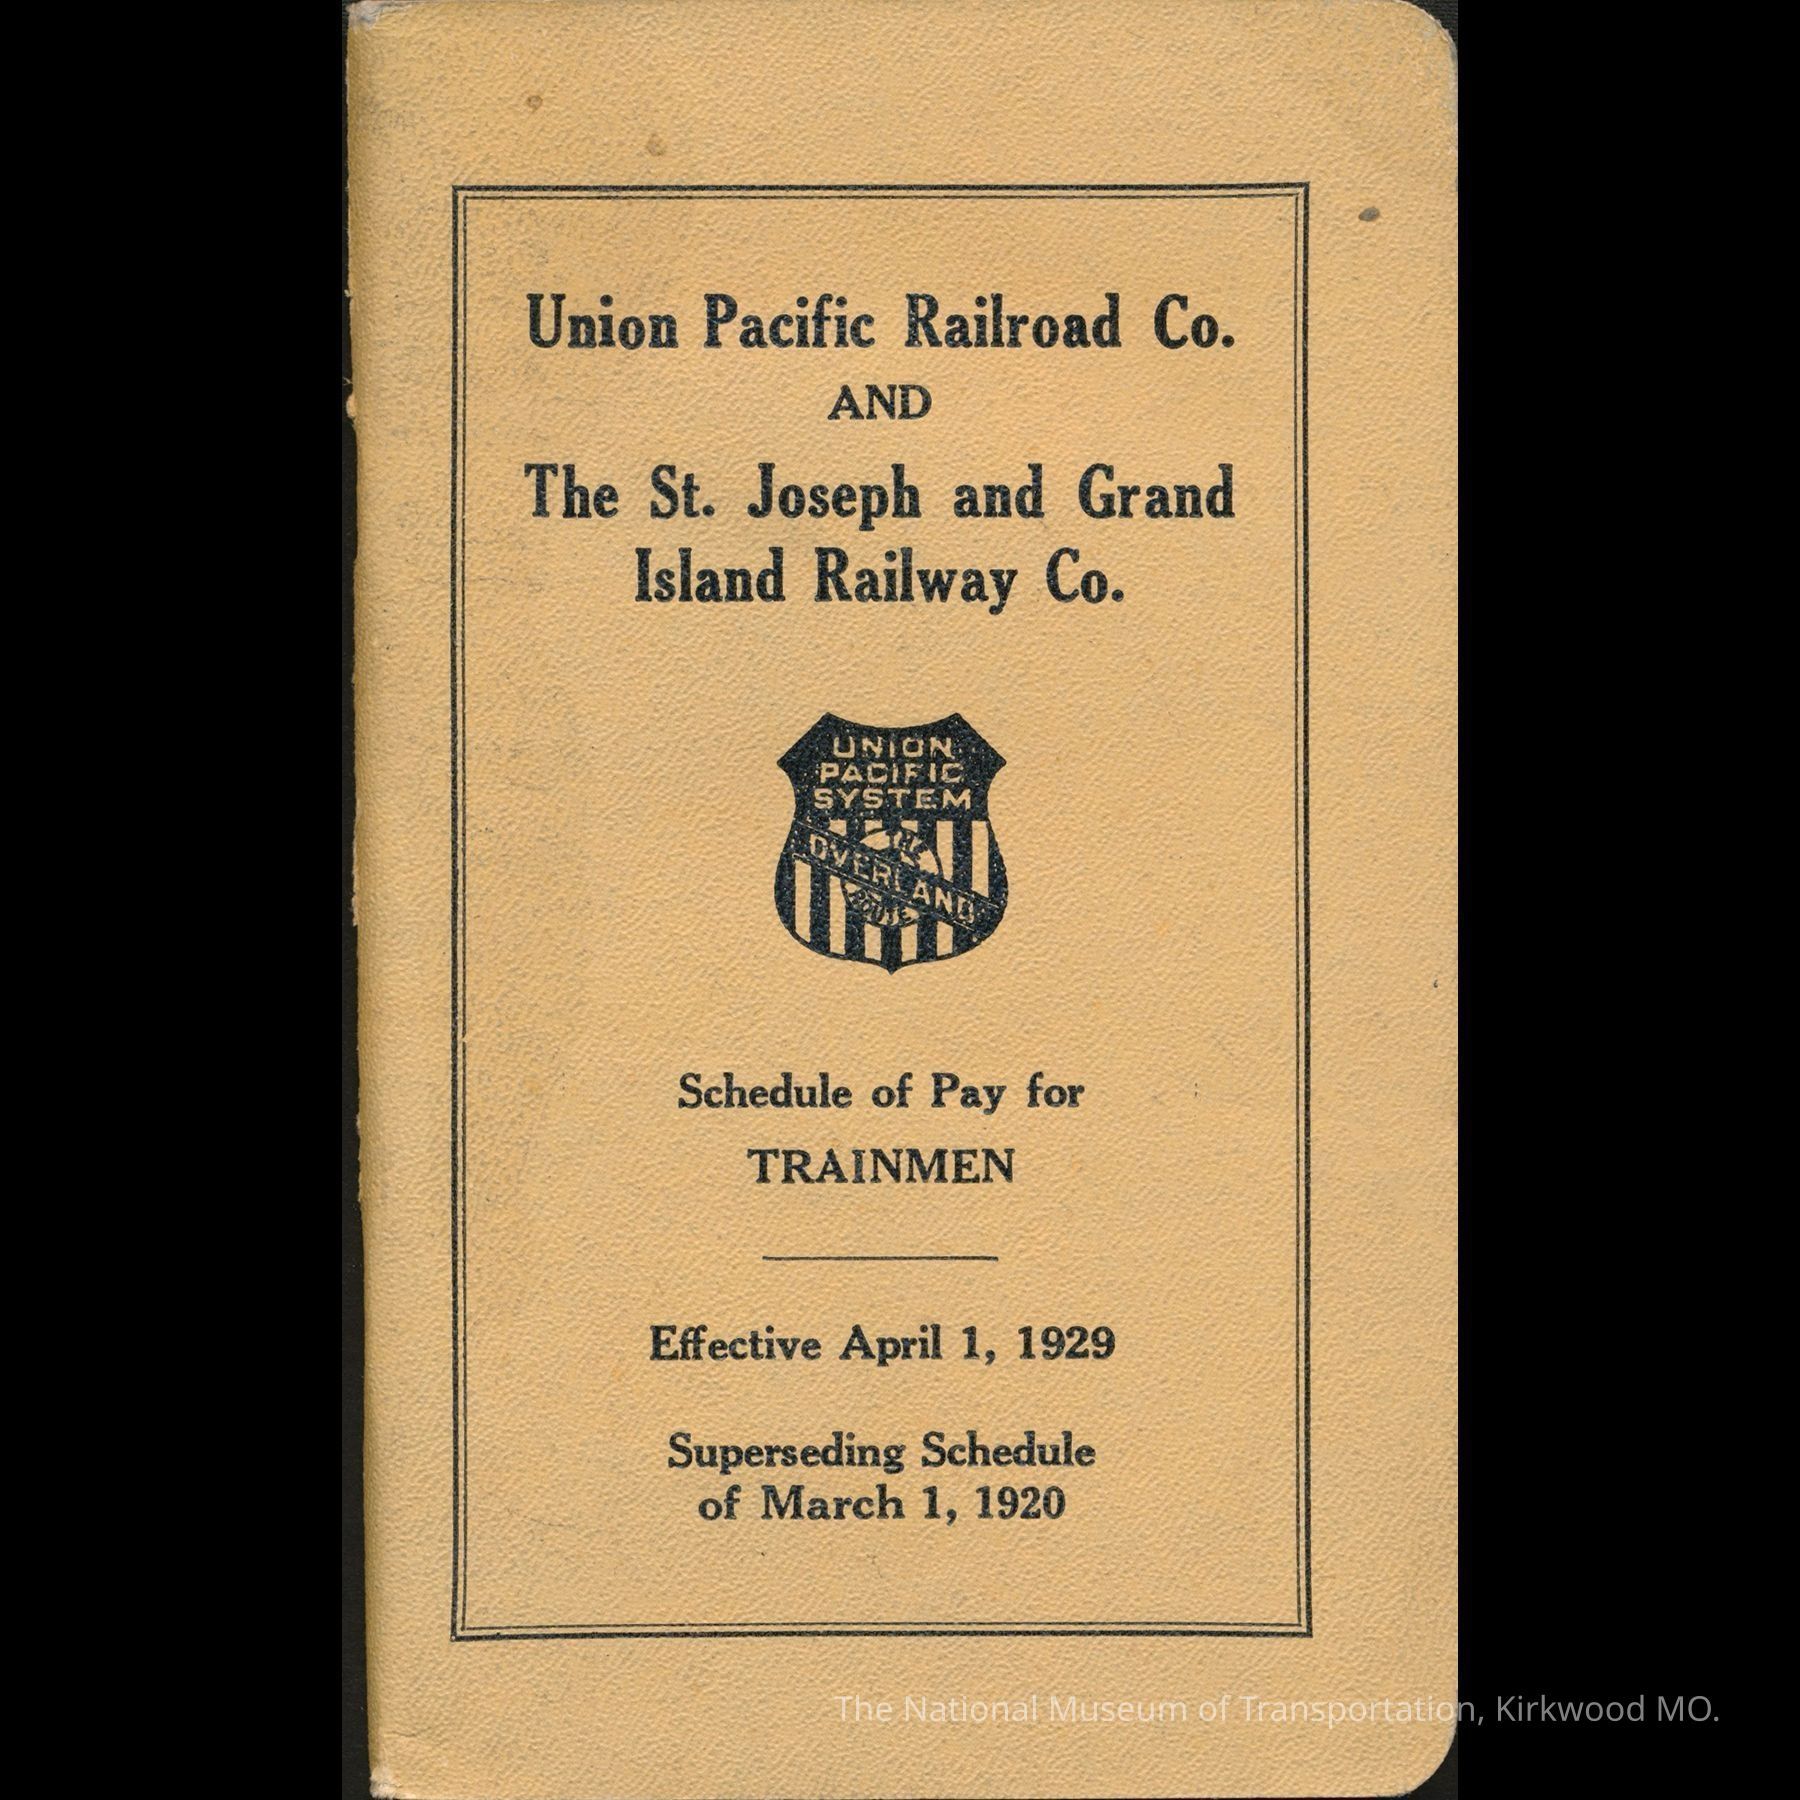 Union Pacific Railroad Co.
AND
The St. Joseph and Grand
Island Railway Co.
UNION
PACIFIC
SYSTEM
THE
OVERLAND
ROUTE
Schedule of Pay for
TRAINMEN
Effective April 1, 1929
Superseding Schedule
of March 1, 1920
The National Museum of Transportation, Kirkwood MO.